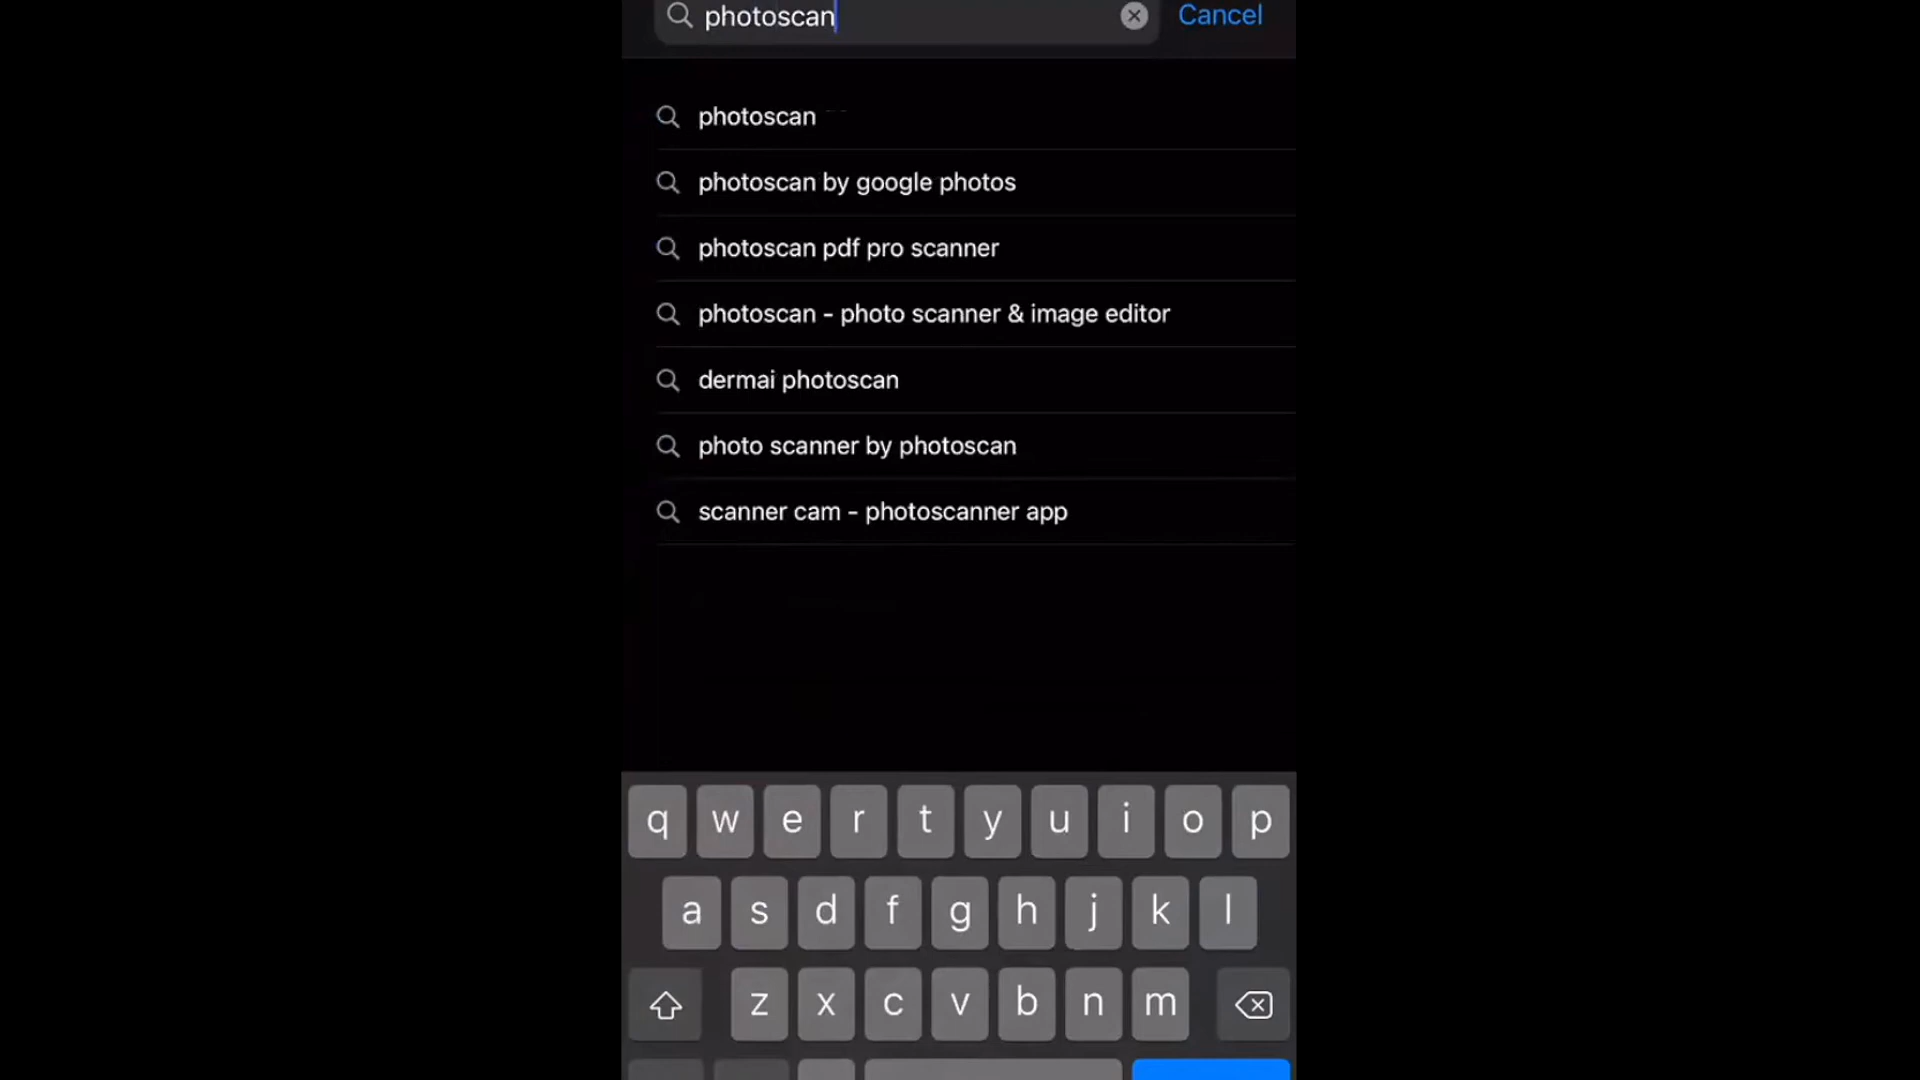 photoscan
Cancel
photoscan
photoscan by google photos
photoscan pdf pro scanner
photoscan - photo scanner & image editor
dermai photoscan
photo scanner by photoscan
scanner cam - photoscanner app
q w e r t y u i o p
a s d f g h j k l
z x c v b n m